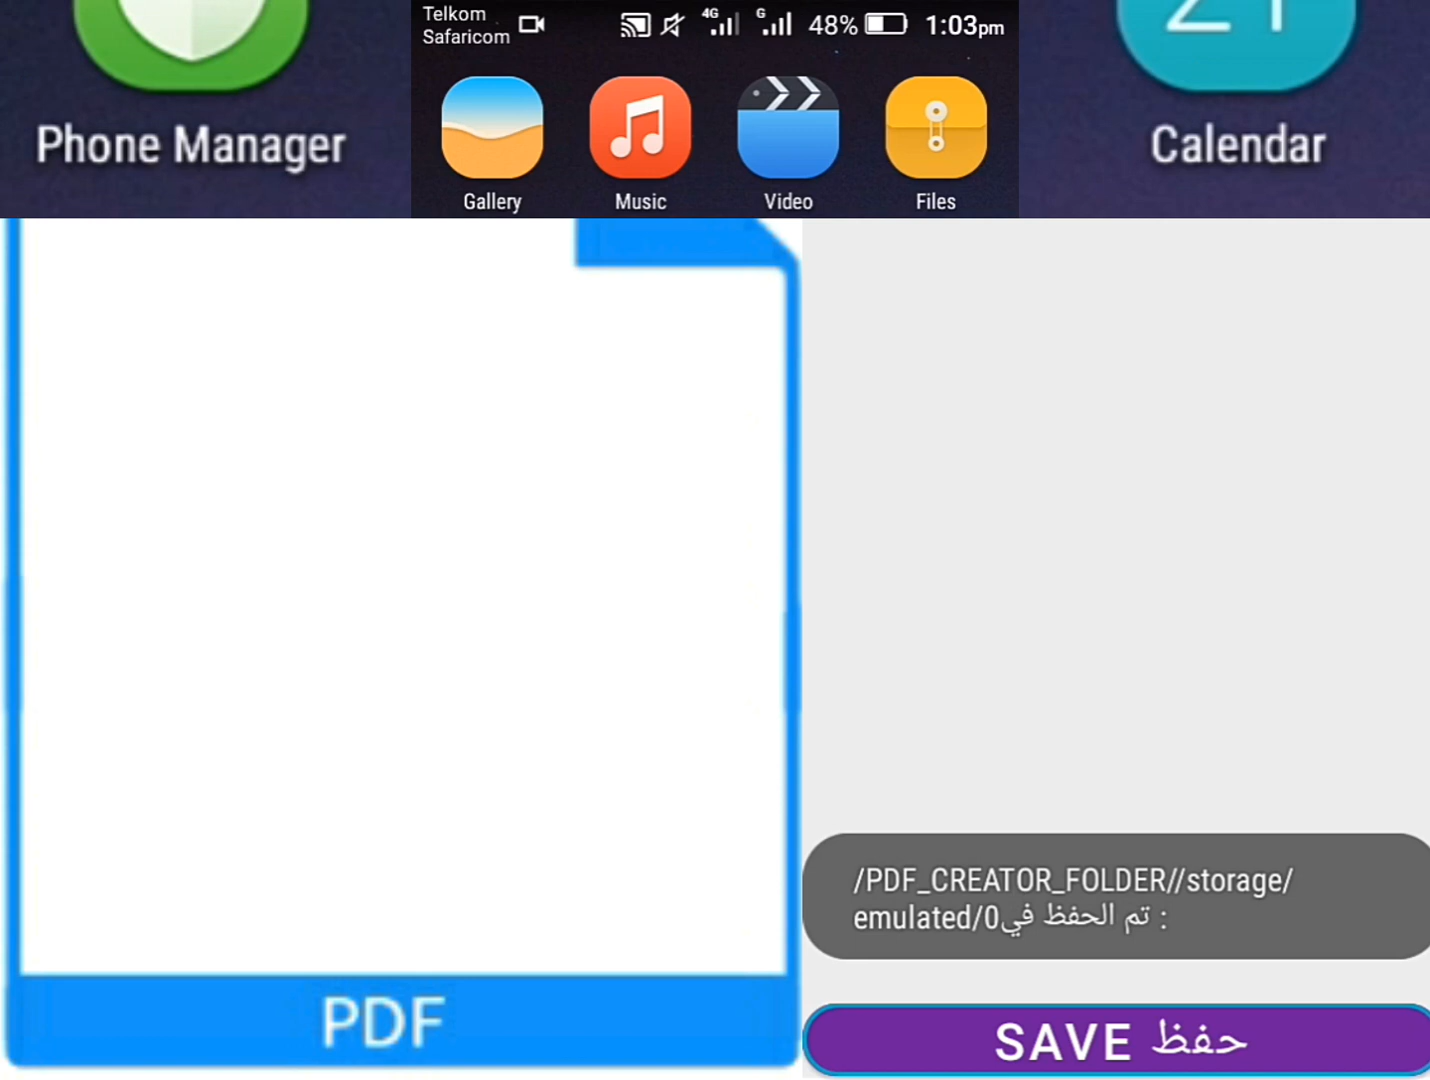 Telkom
Safaricom
4G
G
48%
1:03pm
Phone Manager
Gallery
Music
Video
Files
Calendar
/PDF_CREATOR_FOLDER//storage/
emulated/0تم الحفظ في :
PDF
SAVE حفظ